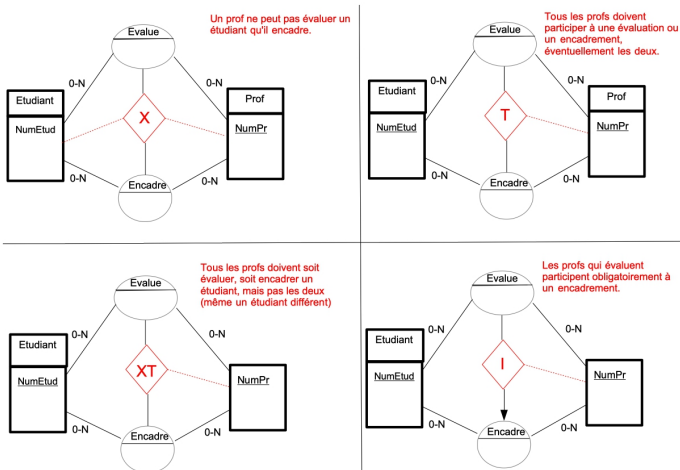 Un prof ne peut pas évaluer un
étudiant qu'il encadre.
Evalue
0-N
0-N
Etudiant
Prof
NumEtud
X
NumPr
0-N
Encadre
0-N
Tous les profs doivent
participer à une évaluation ou
un encadrement,
éventuellement les deux.
Evalue
0-N
0-N
Etudiant
Prof
NumEtud
T
NumPr
0-N
Encadre
0-N
Tous les profs doivent soit
évaluer, soit encadrer un
étudiant, mais pas les deux
(même un étudiant différent)
Evalue
0-N
0-N
Etudiant
NumEtud
XT
NumPr
0-N
Encadre
0-N
Les profs qui évaluent
participent obligatoirement à
un encadrement.
Evalue
0-N
0-N
Etudiant
NumEtud
I
NumPr
0-N
Encadre
0-N